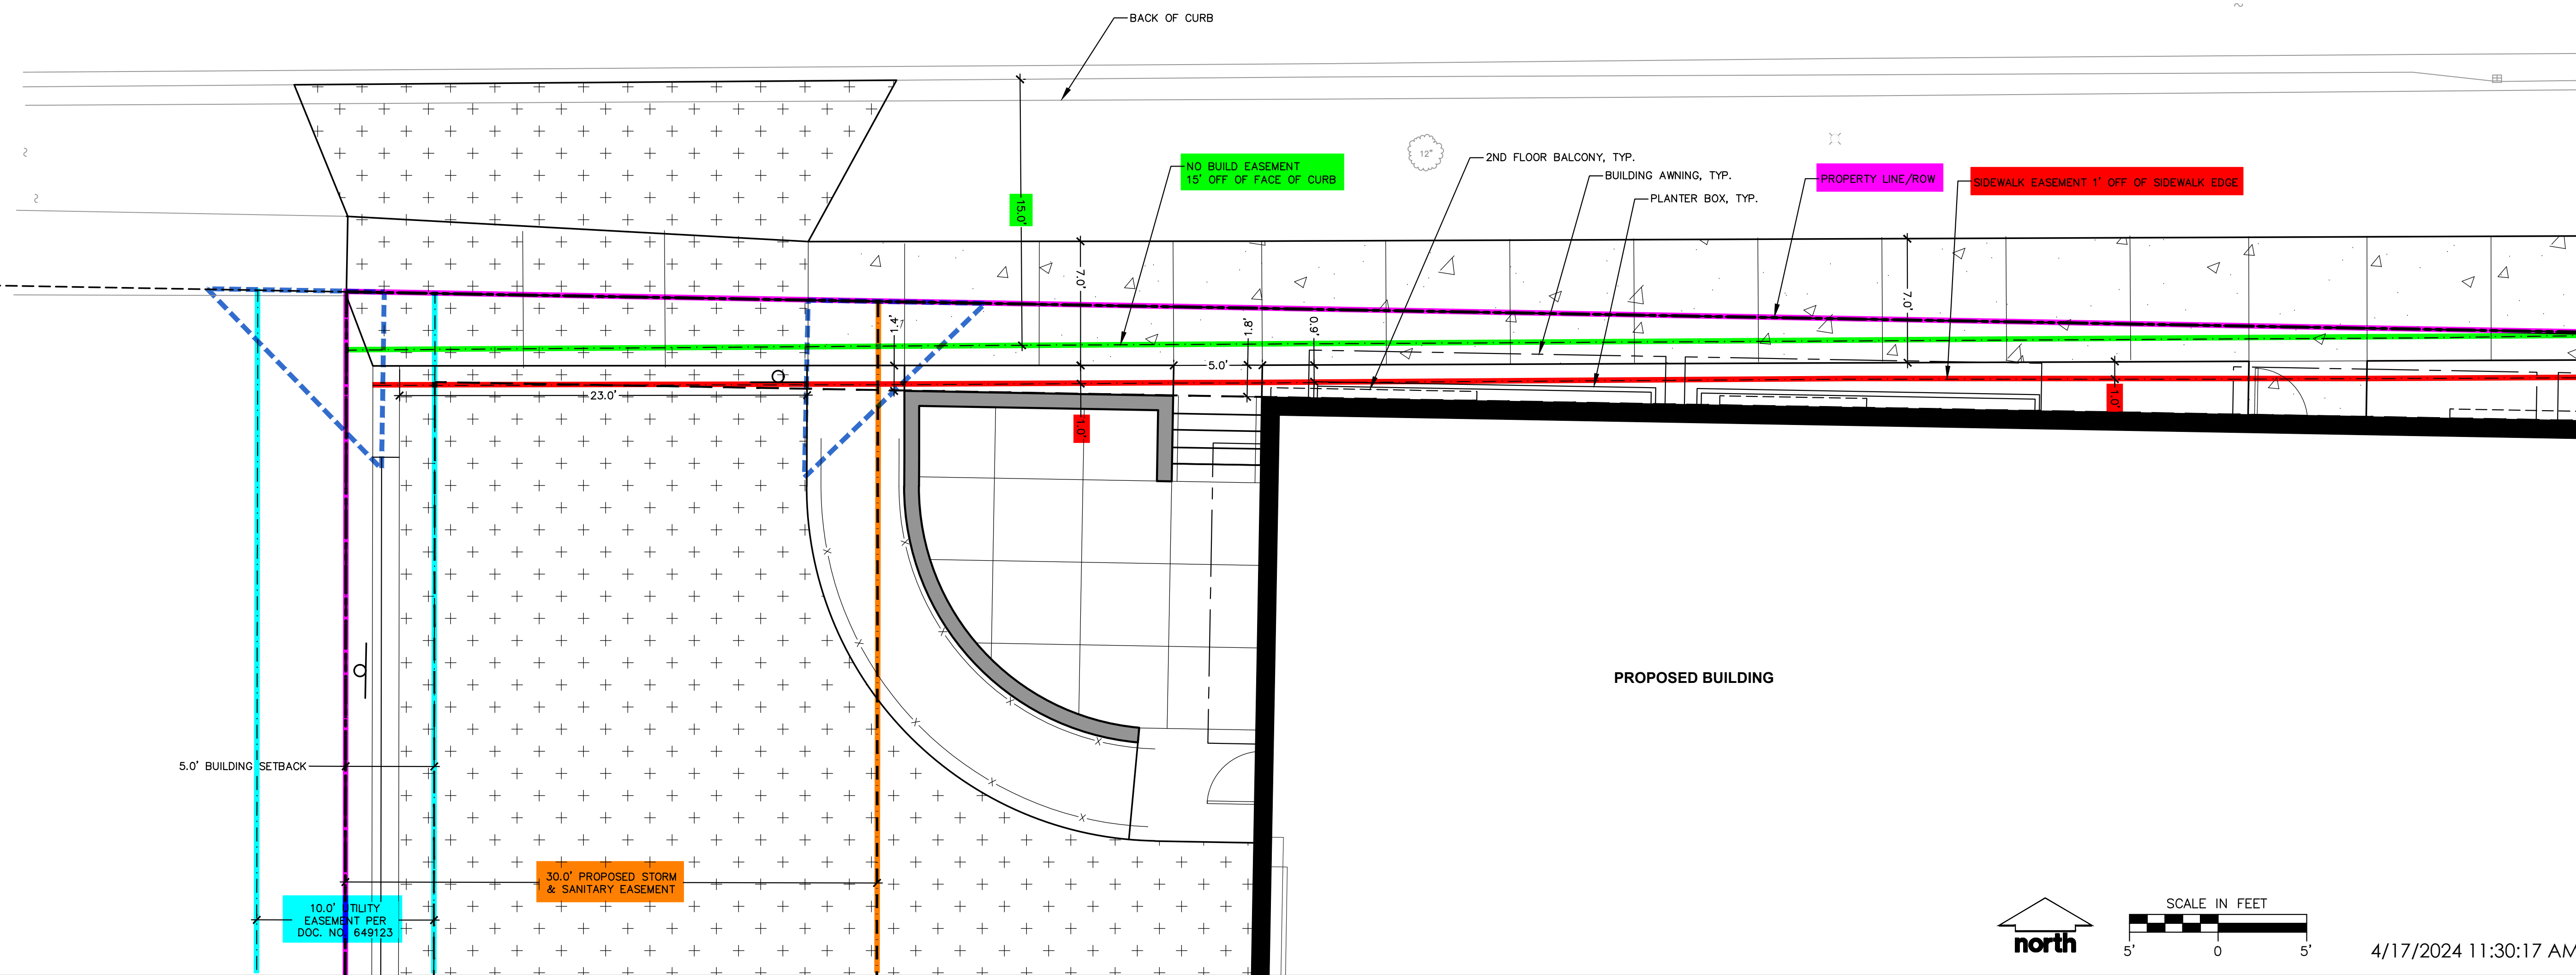 BACK OF CURB
NO BUILD EASEMENT
15' OFF OF FACE OF CURB
2ND FLOOR BALCONY, TYP.
BUILDING AWNING, TYP.
PLANTER BOX, TYP.
12"
PROPERTY LINE/ROW
SIDEWALK EASEMENT 1' OFF OF SIDEWALK EDGE
15.0'
7.0'
7.0'
1.4'
1.8'
0.9'
5.0'
23.0'
1.0'
1.0'
PROPOSED BUILDING
5.0' BUILDING SETBACK
30.0' PROPOSED STORM
& SANITARY EASEMENT
10.0' UTILITY
EASEMENT PER
DOC. NO. 649123
north
SCALE IN FEET
5' 0 5'
4/17/2024 11:30:17 AM